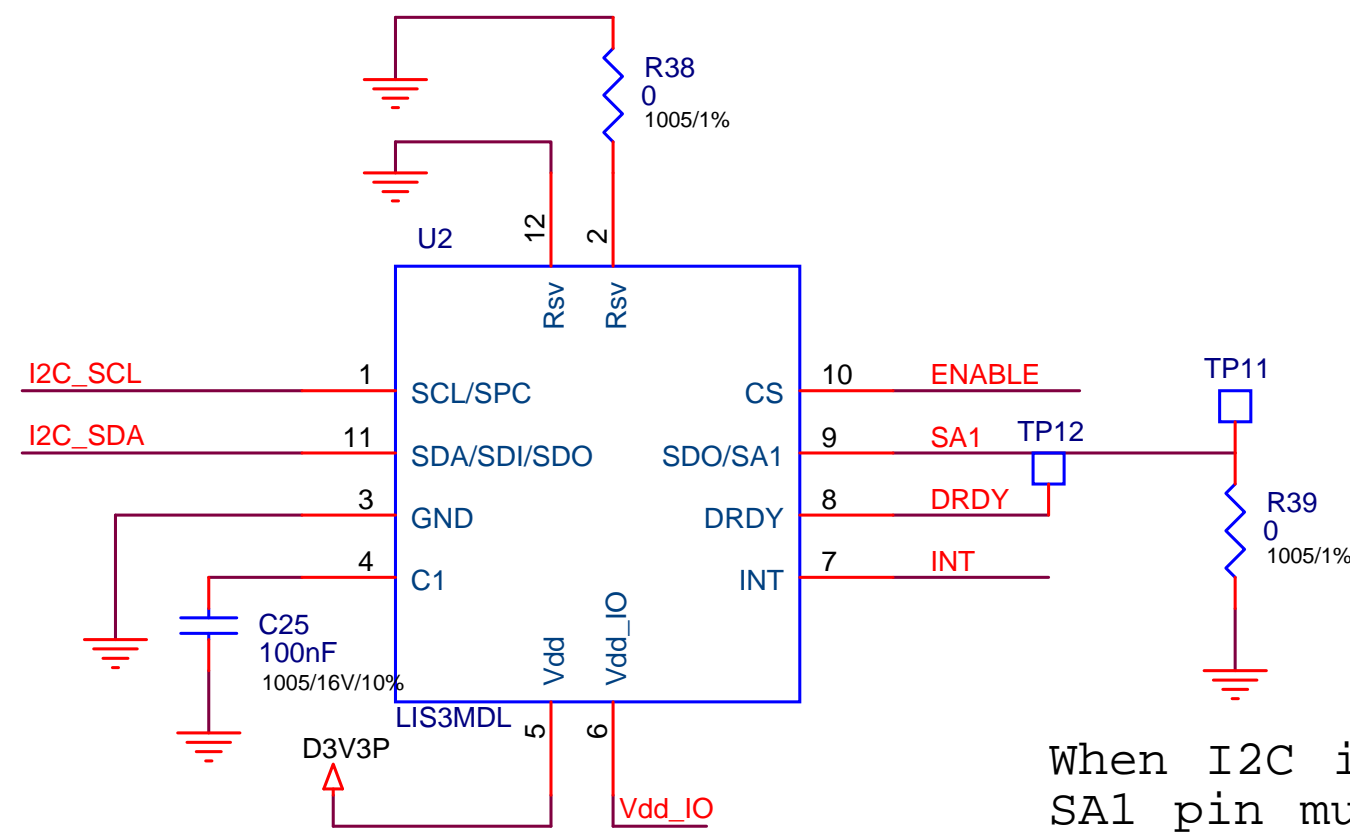 R38
0
1005/1%
U2
12
2
Rsv
Rsv
I2C_SCL
1
SCL/SPC
CS
10
ENABLE
TP11
I2C_SDA
11
SDA/SDI/SDO
SDO/SA1
9
SA1
TP12
3
GND
DRDY
8
DRDY
R39
0
1005/1%
4
C1
INT
7
INT
C25
100nF
1005/16V/10%
Vdd
Vdd_IO
LIS3MDL
5
6
D3V3P
Vdd_IO
When I2C i
SA1 pin mu